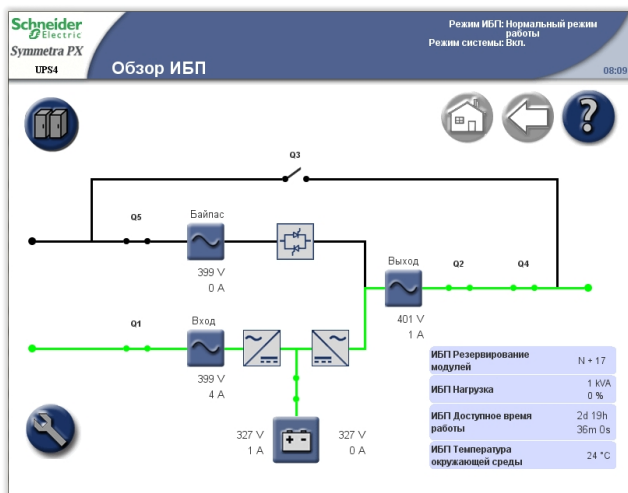 Schneider
Electric
Symmetra PX
UPS4
Обзор ИБП
Режим ИБП: Нормальный режим
работы
Режим системы: Вкл.
08:09
Q3
Q5
Байпас
399 V
0 A
Выход
Q2
Q4
401 V
1 A
Q1
Вход
399 V
4 A
327 V
1 A
327 V
0 A
ИБП Резервирование
модулей
N + 17
ИБП Нагрузка
1 kVA
0 %
ИБП Доступное время
работы
2d 19h
36m 0s
ИБП Температура
окружающей среды
24 °C